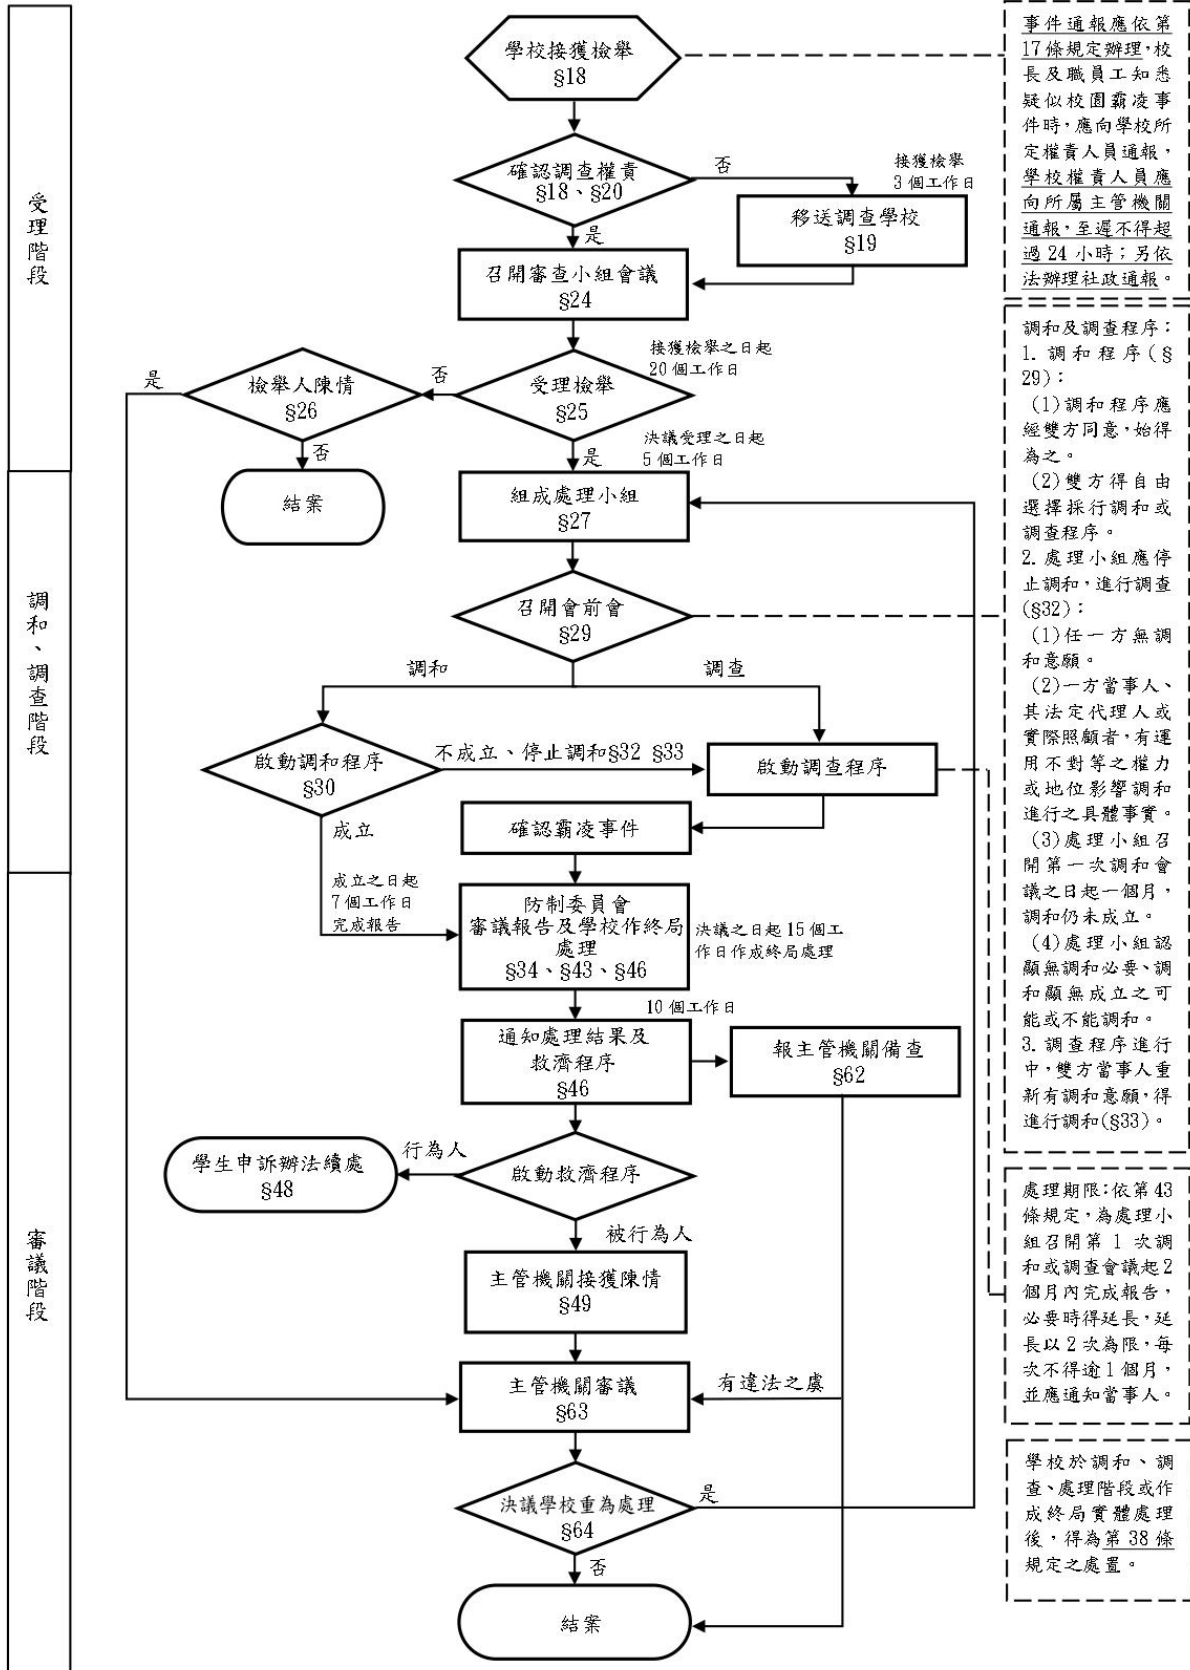 受理階段
調和、調查階段
審議階段
學校接獲檢舉
§18
確認調查權責
§18、§20
否
接獲檢舉
3個工作日
移送調查學校
§19
是
召開審查小組會議
§24
接獲檢舉之日起
20個工作日
受理檢舉
§25
否
檢舉人陳情
§26
是
否
結案
決議受理之日起
5個工作日
是
組成處理小組
§27
召開會前會
§29
調和
調查
啟動調和程序
§30
不成立、停止調和§32 §33
啟動調查程序
成立
確認霸凌事件
成立之日起
7個工作日
完成報告
防制委員會
審議報告及學校作終局
處理
§34、§43、§46
決議之日起15個工
作日作成終局處理
10個工作日
通知處理結果及
救濟程序
§46
報主管機關備查
§62
啟動救濟程序
行為人
學生申訴辦法續處
§48
被行為人
主管機關接獲陳情
§49
主管機關審議
§63
有違法之虞
決議學校重為處理
§64
是
否
結案
事件通報應依第
17條規定辦理，校
長及職員工知悉
疑似校園霸凌事
件時，應向學校所
定權責人員通報，
學校權責人員應
向所屬主管機關
通報，至遲不得超
過24小時；另依
法辦理社政通報。
調和及調查程序：
1. 調和程序(§
29)：
(1)調和程序應
經雙方同意，始得
為之。
(2)雙方得自由
選擇採行調和或
調查程序。
2. 處理小組應停
止調和，進行調查
(§32)：
(1)任一方無調
和意願。
(2)一方當事人、
其法定代理人或
實際照顧者，有運
用不對等之權力
或地位影響調和
進行之具體事實。
(3)處理小組召
開第一次調和會
議之日起一個月，
調和仍未成立。
(4)處理小組認
顯無調和必要、調
和顯無成立之可
能或不能調和。
3. 調查程序進行
中，雙方當事人重
新有調和意願，得
進行調和(§33)。
處理期限：依第43
條規定，為處理小
組召開第1次調
和或調查會議起2
個月內完成報告，
必要時得延長，延
長以2次為限，每
次不得逾1個月，
並應通知當事人。
學校於調和、調
查、處理階段或作
成終局實體處理
後，得為第38條
規定之處置。